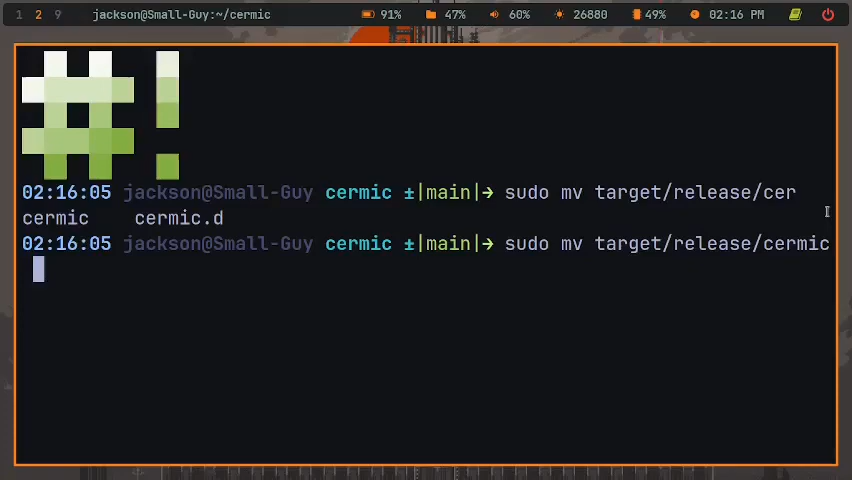 1 2 9 jackson@Small-Guy:~/cermic 91% 47% 60% 26880 49% 02:16 PM
#!
02:16:05 jackson@Small-Guy cermic ±|main|→ sudo mv target/release/cer
cermic cermic.d
02:16:05 jackson@Small-Guy cermic ±|main|→ sudo mv target/release/cermic